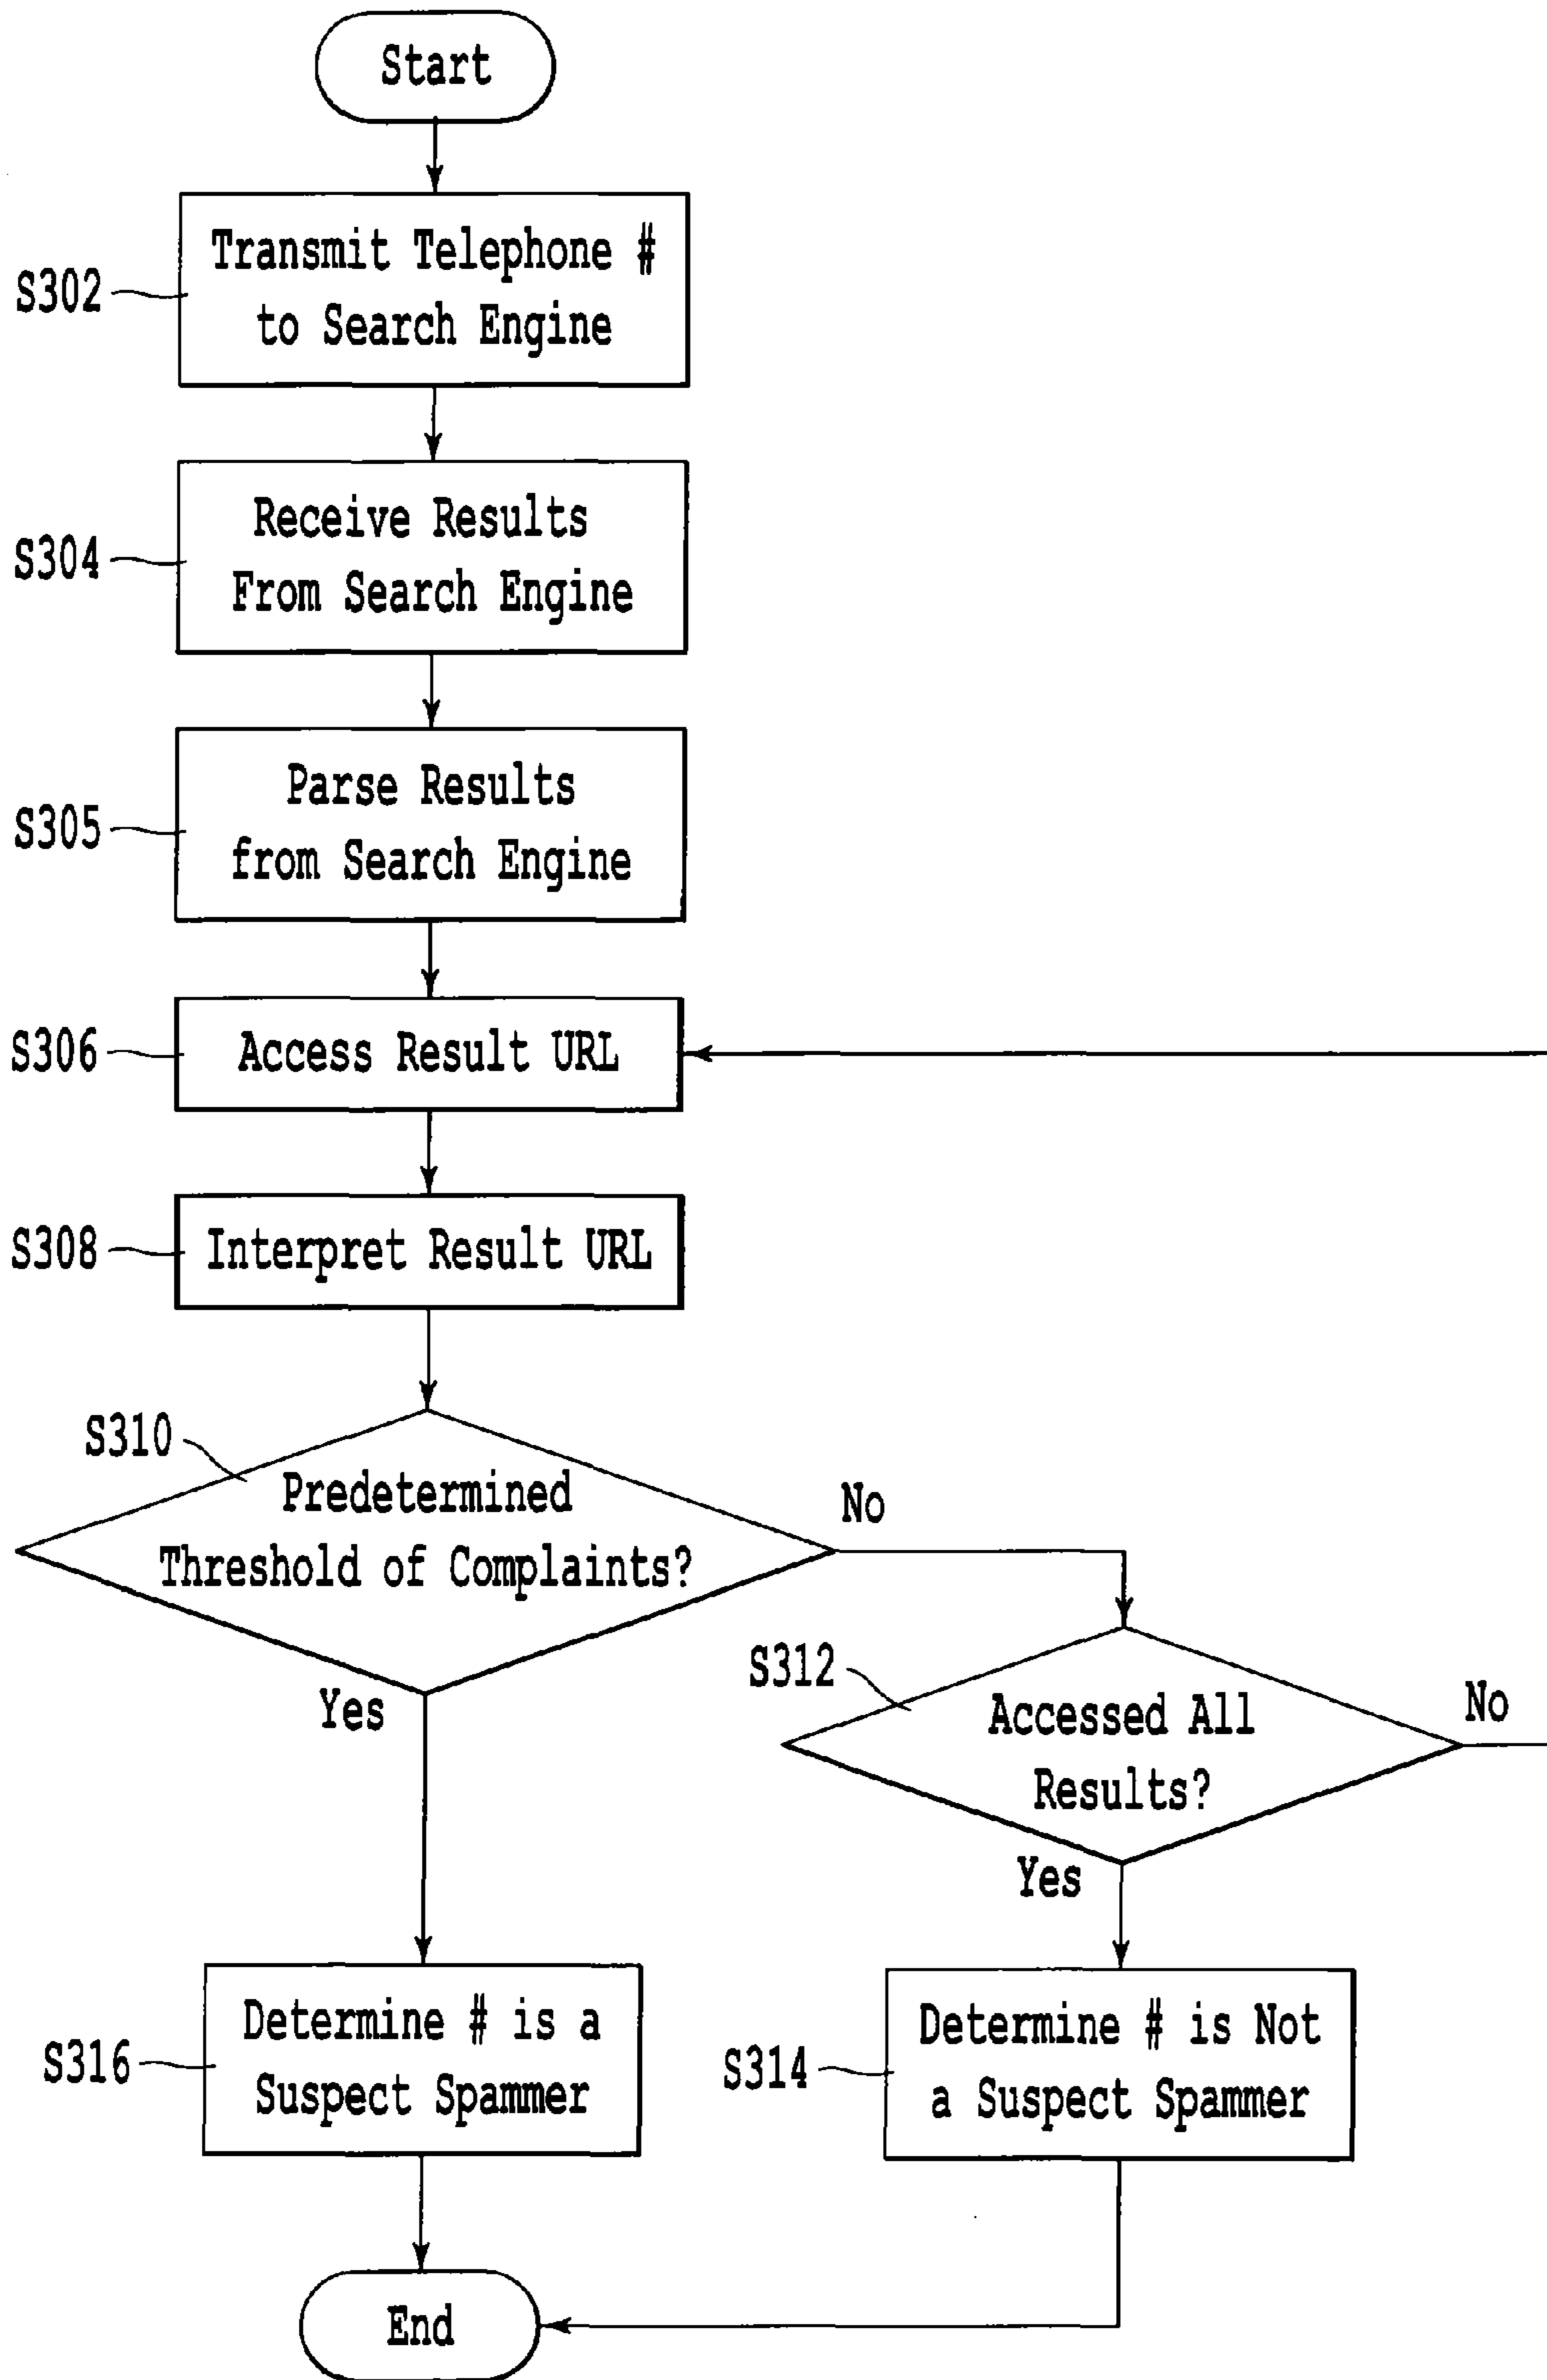 Start
S302
Transmit Telephone #
to Search Engine
S304
Receive Results
From Search Engine
S305
Parse Results
from Search Engine
S306
Access Result URL
S308
Interpret Result URL
S310
Predetermined
Threshold of Complaints?
No
Yes
S312
Accessed All
Results?
No
Yes
S316
Determine # is a
Suspect Spammer
S314
Determine # is Not
a Suspect Spammer
End